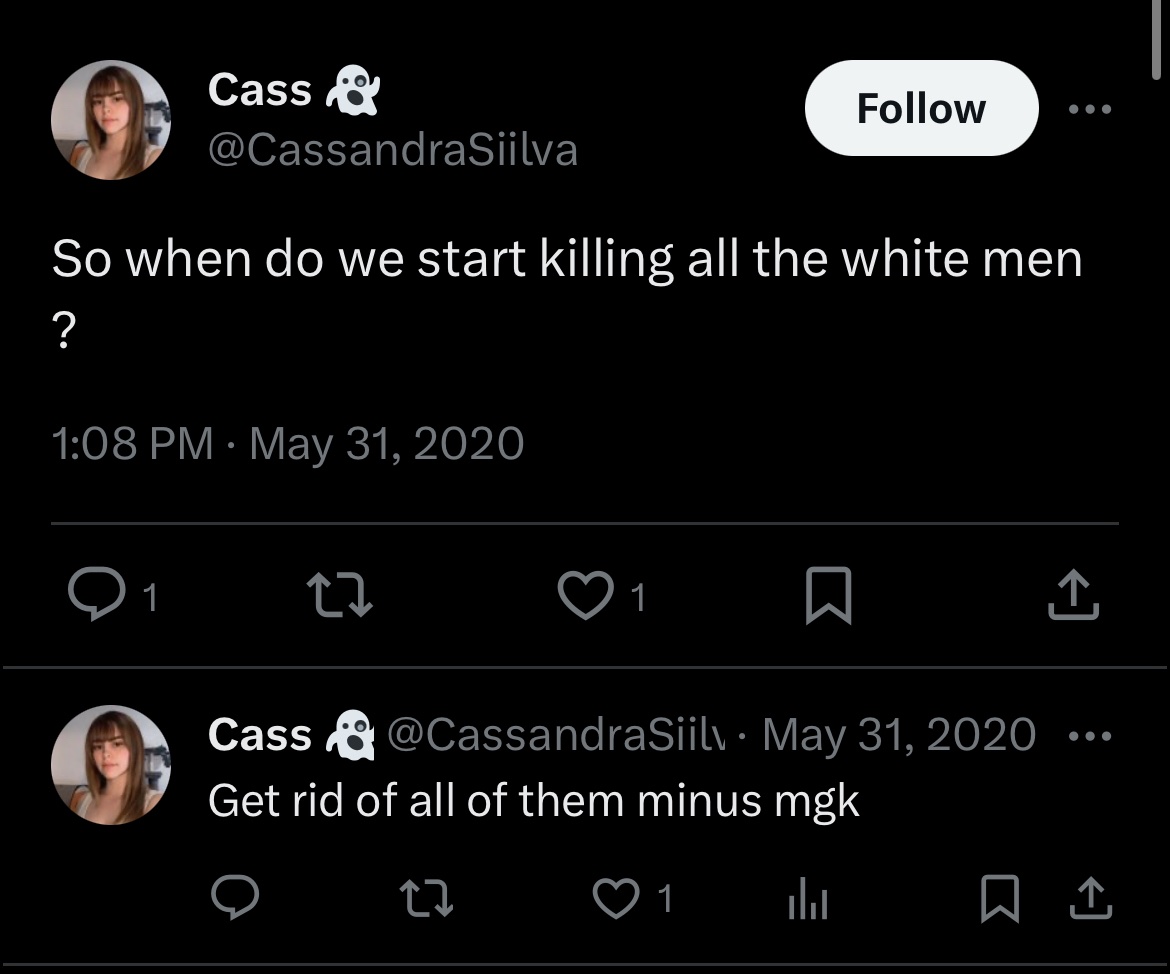 Cass 👻
Follow
@CassandraSiilva
So when do we start killing all the white men
?
1:08 PM · May 31, 2020
1
1
Cass 👻 @CassandraSiilv · May 31, 2020
Get rid of all of them minus mgk
1